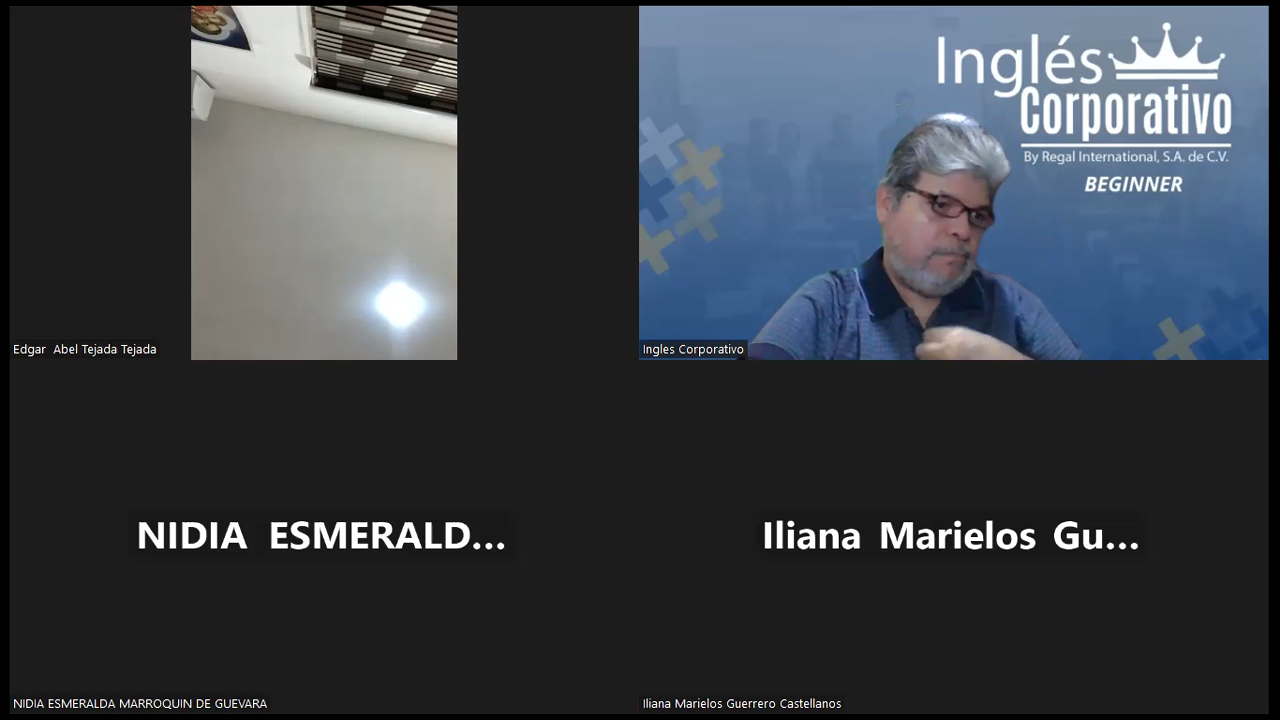 Inglés
Corporativo
By Regal International, S.A. de C.V.
BEGINNER
Edgar Abel Tejada Tejada
Ingles Corporativo
NIDIA ESMERALD...
Iliana Marielos Gu...
NIDIA ESMERALDA MARROQUIN DE GUEVARA
Iliana Marielos Guerrero Castellanos